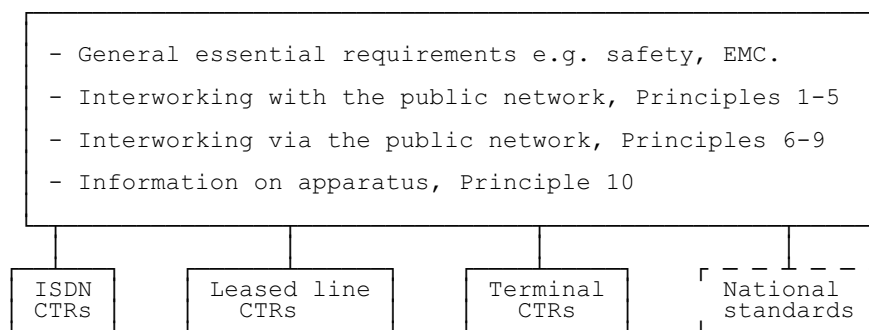 - General essential requirements e.g. safety, EMC.
- Interworking with the public network, Principles 1-5
- Interworking via the public network, Principles 6-9
- Information on apparatus, Principle 10
ISDN
CTRs
Leased line
CTRs
Terminal
CTRs
National
standards